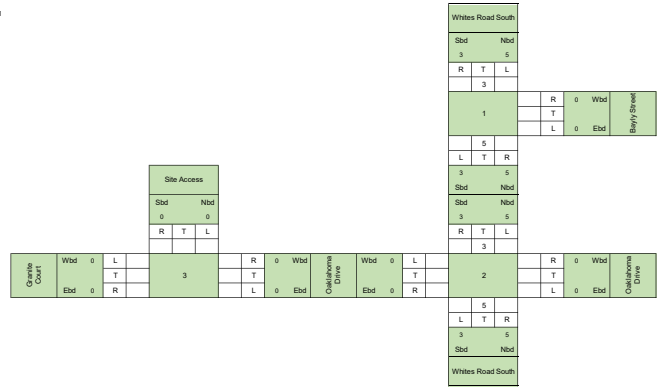 Whites Road South
Sbd Nbd
3 5
R T L
3
R 0 Wbd
1
T
L 0 Ebd
Bayly Street
5
L T R
3 5
Sbd Nbd
Site Access
Sbd Nbd
Sbd Nbd
0 0
3 5
R T L
R T L
3
Granite
Court
Wbd 0 L
R 0 Wbd
Oaklahoma
Drive
Wbd 0 L
R 0 Wbd
Oaklahoma
Drive
T
3
T
T
2
T
Ebd 0 R
L 0 Ebd
Ebd 0 R
L 0 Ebd
5
L T R
3 5
Sbd Nbd
Whites Road South